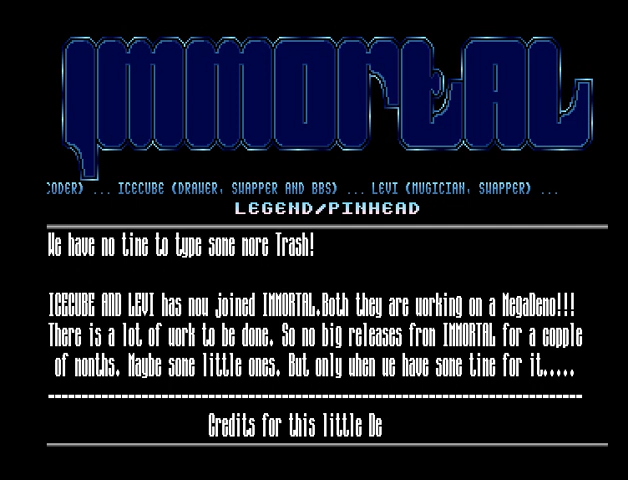 IMMORTAL
CODER) ... ICECUBE (DRAWER, SWAPPER AND BBS) ... LEVI (MUGICIAN, SWAPPER) ...
LEGEND/PINHEAD
We have no time to type some more Trash!
ICECUBE AND LEVI has now joined IMMORTAL.Both they are working on a MegaDemo!!!
There is a lot of work to be done. So no big releases from IMMORTAL for a copple
of months. Maybe some little ones. But only when we have some time for it.....
--------------------------------------------------------------------------------
Credits for this little De